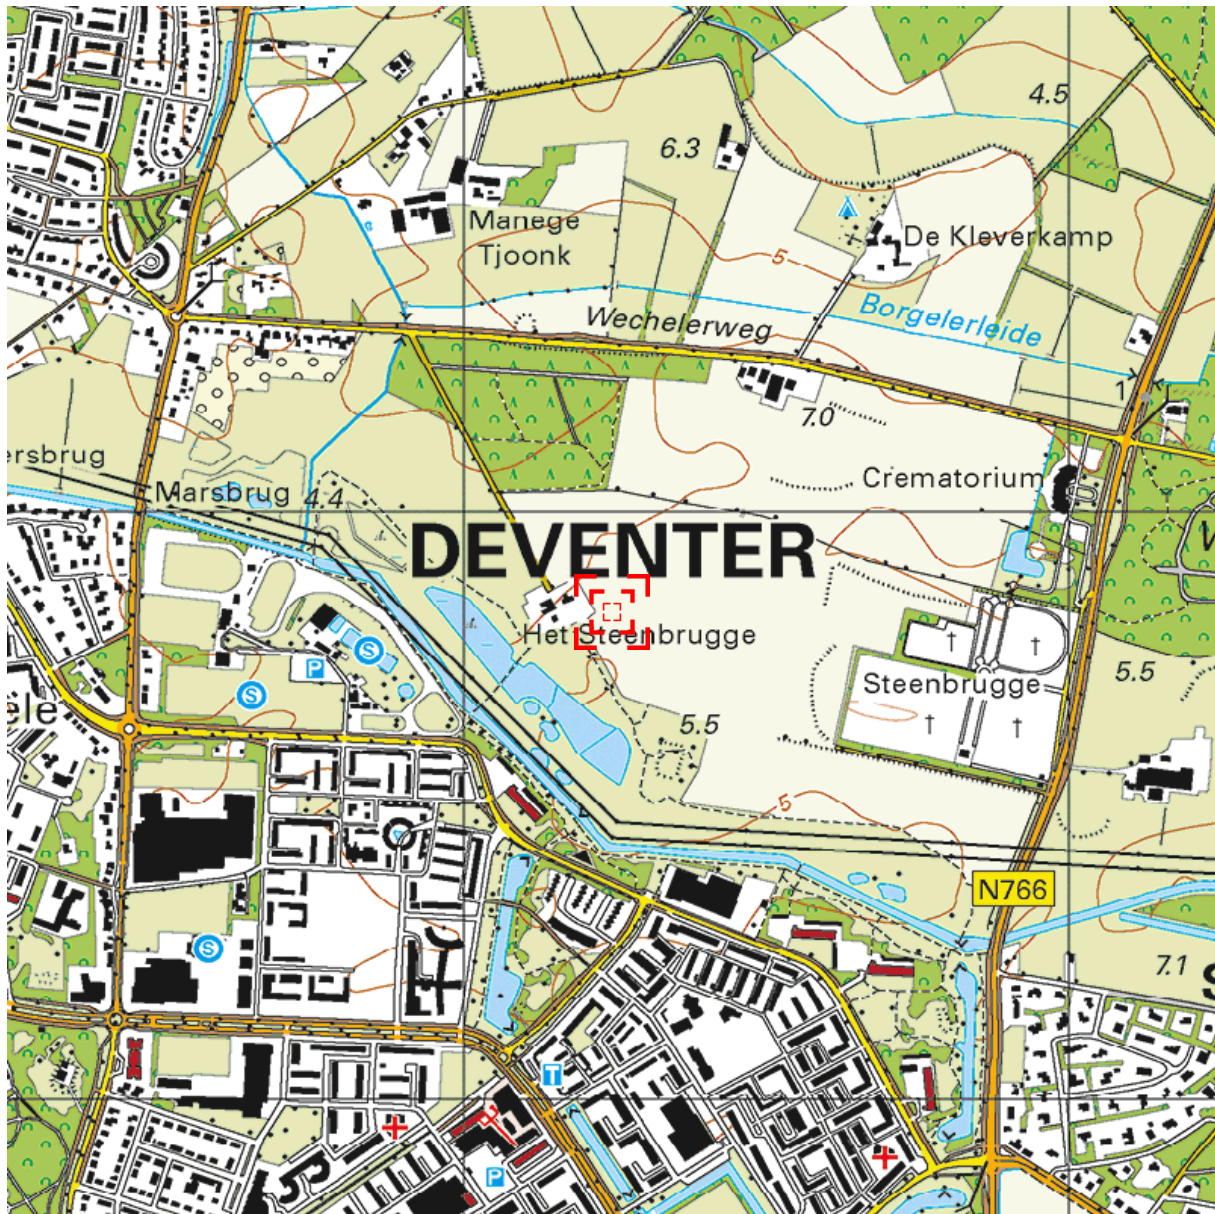 4.5
6.3
Manege
Tjoonk
De Kleverkamp
5
Borgelerleide
Wechelerweg
1
7.0
ersbrug
Marsbrug
4.4
Crematorium
DEVENTER
Het Steenbrugge
S
P
S
ele
5.5
Steenbrugge
5.5
5
N766
S
7.1
S
T
P